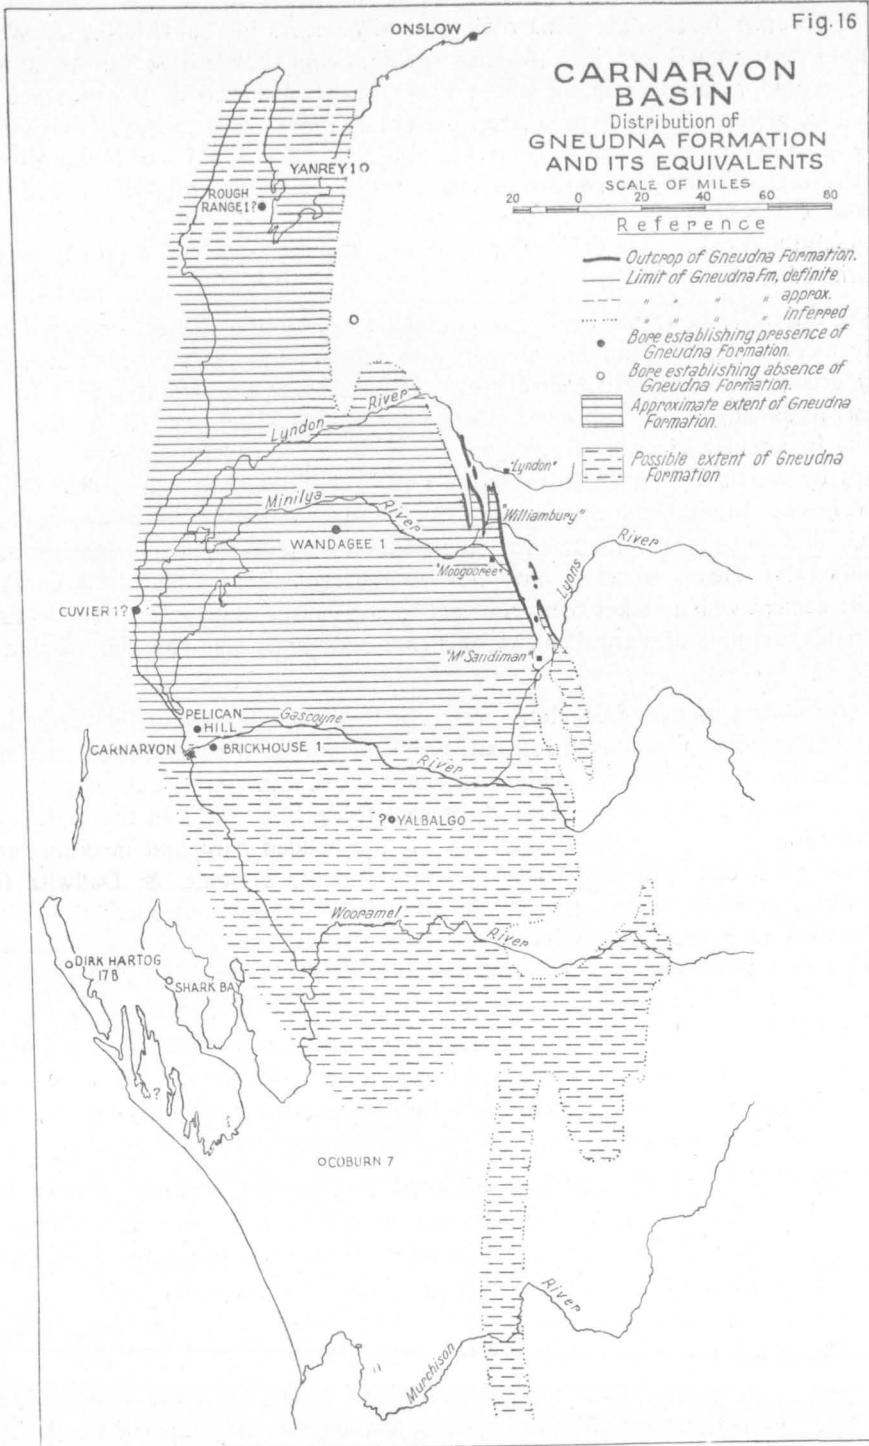 Fig.16
CARNARVON
BASIN
Distribution of
GNEUDNA FORMATION
AND ITS EQUIVALENTS
SCALE OF MILES
20 10 0 20 40 60 80
Reference
Outcrop of Gneudna Formation.
Limit of Gneudna Fm, definite
" " " " approx.
" " " " inferred
Bore establishing presence of
Gneudna Formation.
Bore establishing absence of
Gneudna Formation.
Approximate extent of Gneudna
Formation.
Possible extent of Gneudna
Formation
ONSLOW
YANREY 1
ROUGH
RANGE 1?
Lyndon River
"Lyndon"
Minilya River
"Williambury"
WANDAGEE 1
"Moogooree"
Lyons River
CUVIER 1?
"Mt Sandiman"
PELICAN
HILL
Gascoyne River
CARNARVON
BRICKHOUSE 1
? YALBALGO
Wooramel River
DIRK HARTOG
17B
SHARK BAY
?
COBURN 7
Murchison River